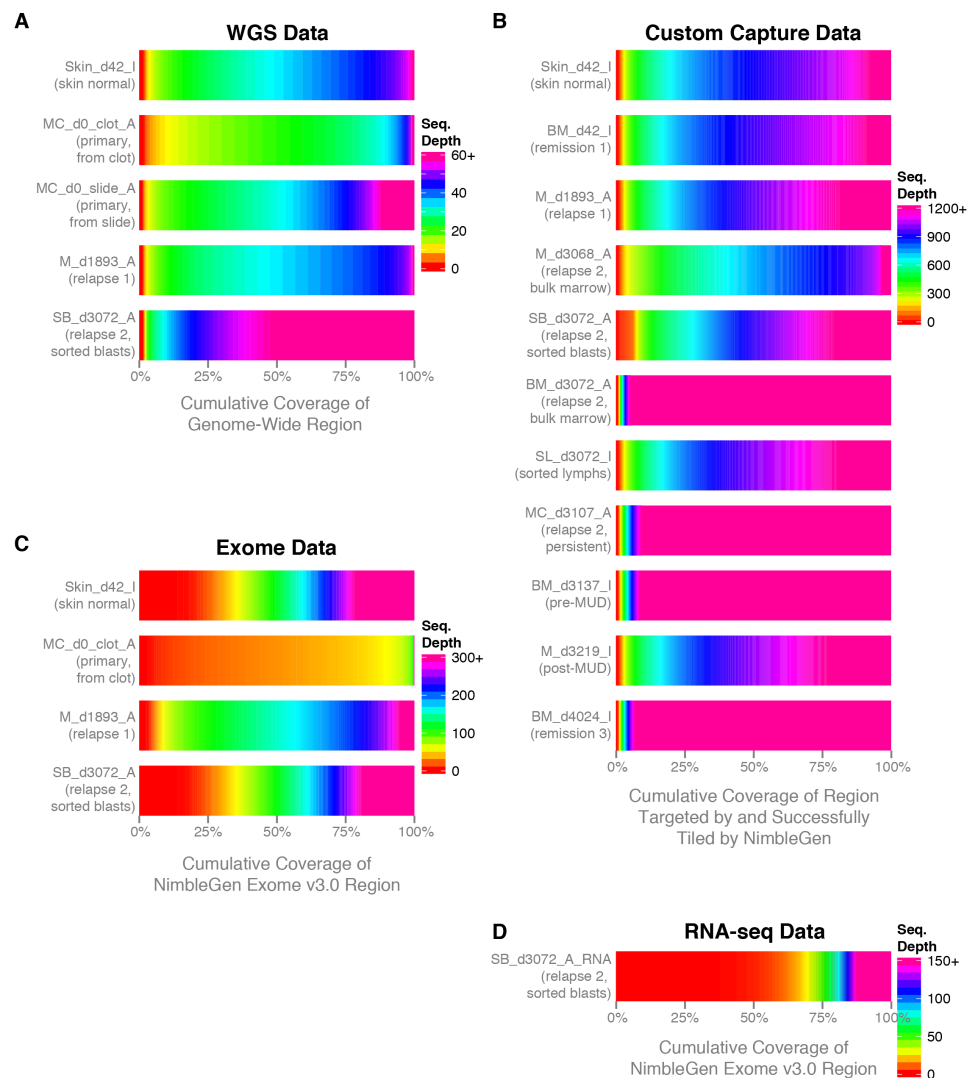 A
WGS Data
Skin_d42_I
(skin normal)
MC_d0_clot_A
(primary,
from clot)
MC_d0_slide_A
(primary,
from slide)
M_d1893_A
(relapse 1)
SB_d3072_A
(relapse 2,
sorted blasts)
0% 25% 50% 75% 100%
Cumulative Coverage of
Genome-Wide Region
Seq.
Depth
60+
40
20
0
B
Custom Capture Data
Skin_d42_I
(skin normal)
BM_d42_I
(remission 1)
M_d1893_A
(relapse 1)
M_d3068_A
(relapse 2,
bulk marrow)
SB_d3072_A
(relapse 2,
sorted blasts)
BM_d3072_A
(relapse 2,
bulk marrow)
SL_d3072_I
(sorted lymphs)
MC_d3107_A
(relapse 2,
persistent)
BM_d3137_I
(pre-MUD)
M_d3219_I
(post-MUD)
BM_d4024_I
(remission 3)
0% 25% 50% 75% 100%
Cumulative Coverage of Region
Targeted by and Successfully
Tiled by NimbleGen
Seq.
Depth
1200+
900
600
300
0
C
Exome Data
Skin_d42_I
(skin normal)
MC_d0_clot_A
(primary,
from clot)
M_d1893_A
(relapse 1)
SB_d3072_A
(relapse 2,
sorted blasts)
0% 25% 50% 75% 100%
Cumulative Coverage of
NimbleGen Exome v3.0 Region
Seq.
Depth
300+
200
100
0
D
RNA-seq Data
SB_d3072_A_RNA
(relapse 2,
sorted blasts)
0% 25% 50% 75% 100%
Cumulative Coverage of
NimbleGen Exome v3.0 Region
Seq.
Depth
150+
100
50
0